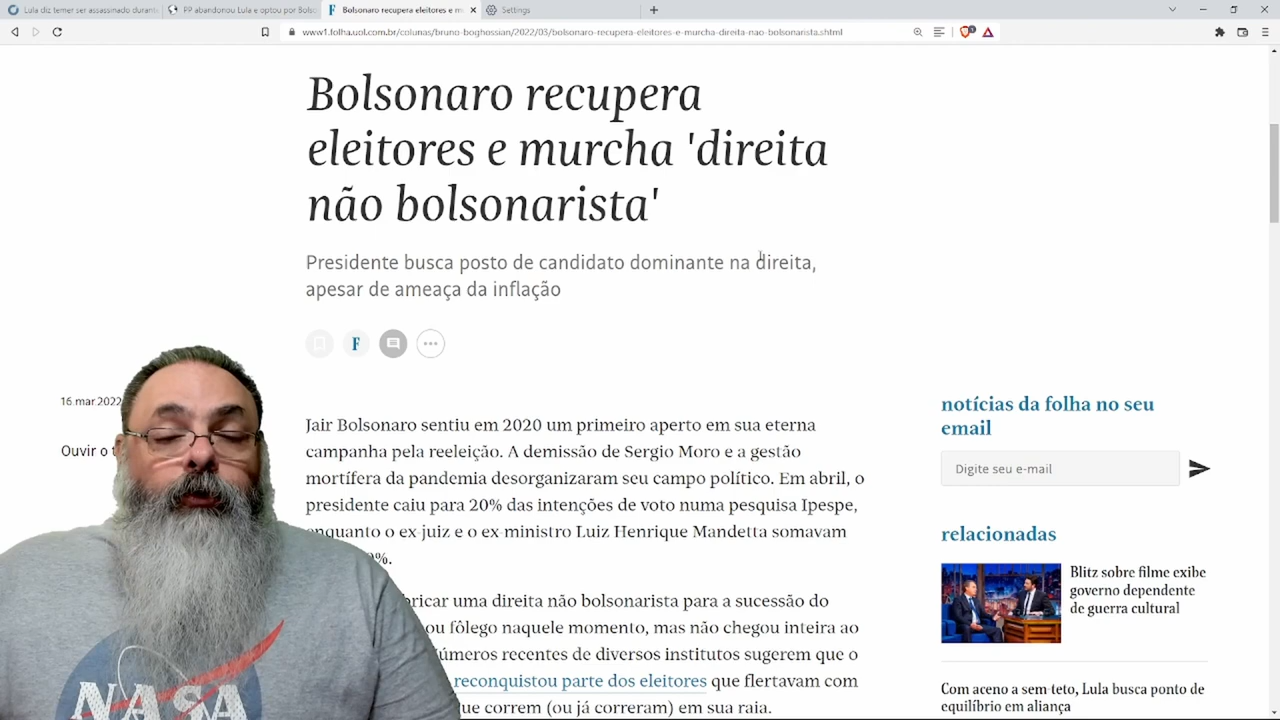 Lula diz temer ser assassinado durant
PP abandonou Lula e optou por Bols
Bolsonaro recupera eleitores e m
Settings
www1.folha.uol.com.br/colunas/bruno-boghossian/2022/03/bolsonaro-recupera-eleitores-e-murcha-direita-nao-bolsonarista.shtml
Bolsonaro recupera
eleitores e murcha 'direita
não bolsonarista'
Presidente busca posto de candidato dominante na direita,
apesar de ameaça da inflação
F
16.mar.2022
Ouvir o t
Jair Bolsonaro sentiu em 2020 um primeiro aperto em sua eterna
campanha pela reeleição. A demissão de Sergio Moro e a gestão
mortífera da pandemia desorganizaram seu campo político. Em abril, o
presidente caiu para 20% das intenções de voto numa pesquisa Ipespe,
enquanto o ex-juiz e o ex-ministro Luiz Henrique Mandetta somavam
%.
bricar uma direita não bolsonarista para a sucessão do
ou fôlego naquele momento, mas não chegou inteira ao
úmeros recentes de diversos institutos sugerem que o
reconquistou parte dos eleitores que flertavam com
ue correm (ou já correram) em sua raia.
notícias da folha no seu
email
Digite seu e-mail
relacionadas
Blitz sobre filme exibe
governo dependente
de guerra cultural
Com aceno a sem-teto, Lula busca ponto de
equilíbrio em aliança
NASA